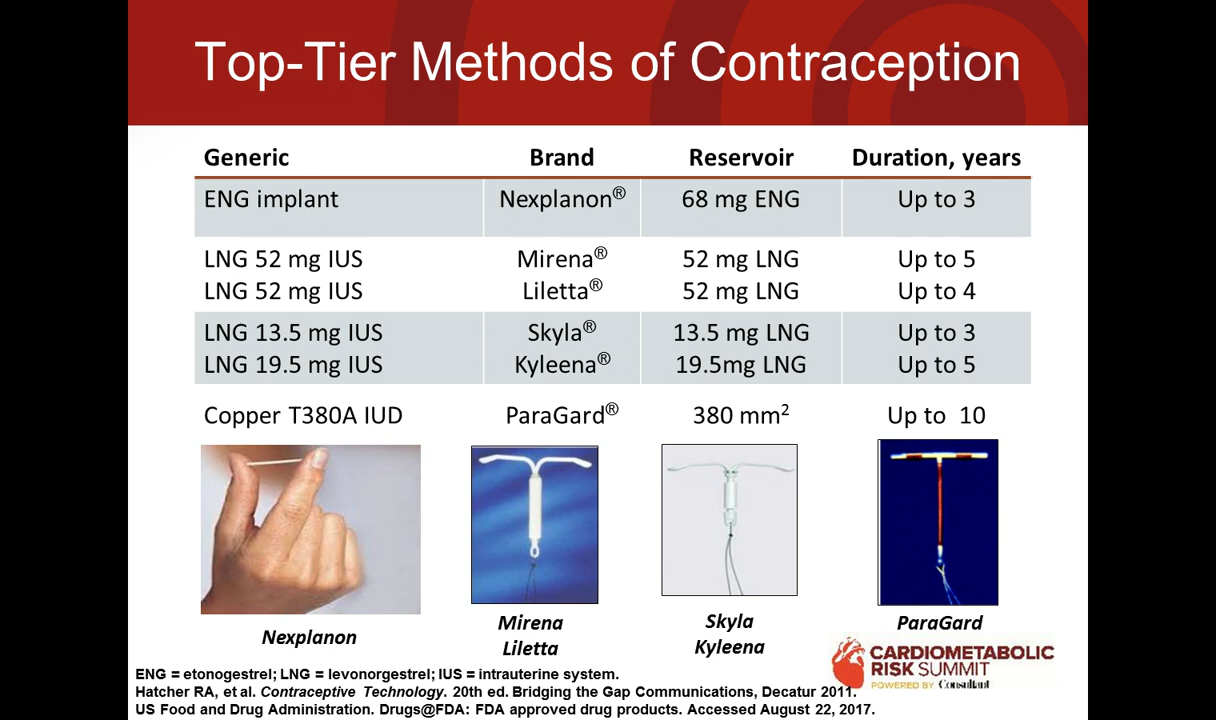 Top-Tier Methods of Contraception
Generic Brand Reservoir Duration, years
ENG implant Nexplanon® 68 mg ENG Up to 3
LNG 52 mg IUS Mirena® 52 mg LNG Up to 5
LNG 52 mg IUS Liletta® 52 mg LNG Up to 4
LNG 13.5 mg IUS Skyla® 13.5 mg LNG Up to 3
LNG 19.5 mg IUS Kyleena® 19.5mg LNG Up to 5
Copper T380A IUD ParaGard® 380 mm² Up to 10
Nexplanon
Mirena
Liletta
Skyla
Kyleena
ParaGard
CARDIOMETABOLIC
RISK SUMMIT
POWERED BY Consultant
ENG = etonogestrel; LNG = levonorgestrel; IUS = intrauterine system.
Hatcher RA, et al. Contraceptive Technology. 20th ed. Bridging the Gap Communications, Decatur 2011.
US Food and Drug Administration. Drugs@FDA: FDA approved drug products. Accessed August 22, 2017.